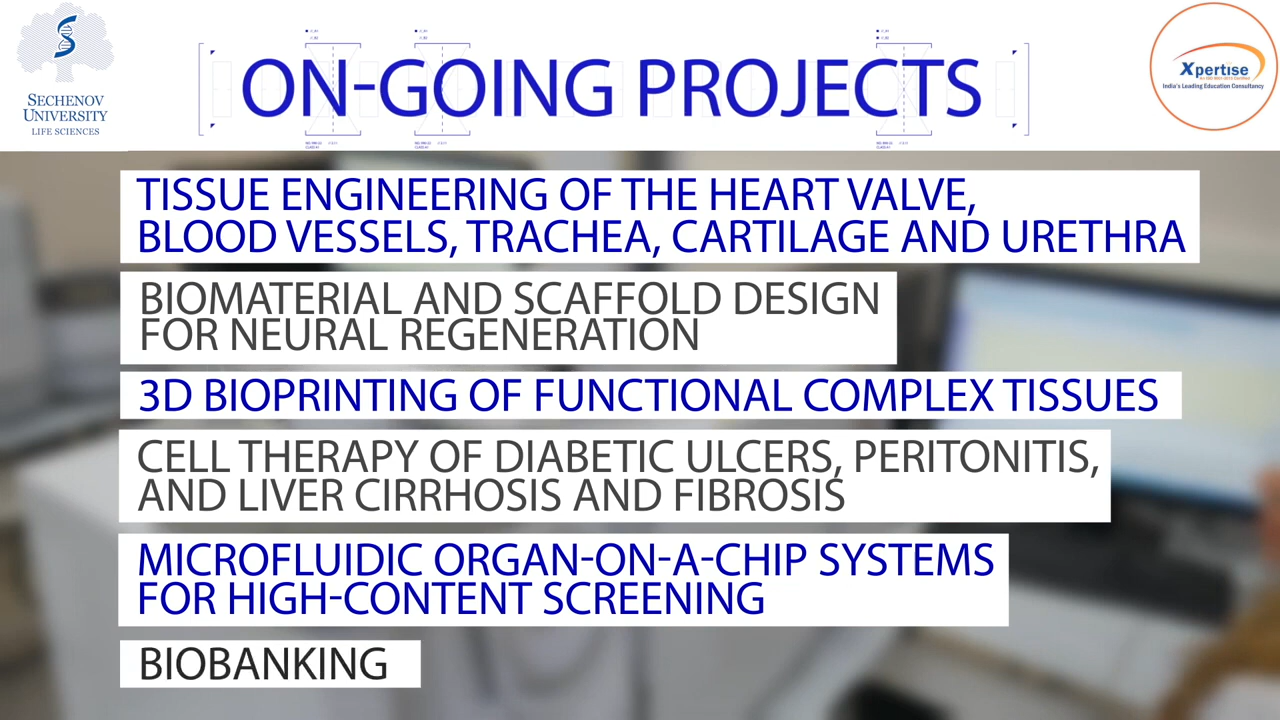 SECHENOV
UNIVERSITY
LIFE SCIENCES
ON-GOING PROJECTS
Xpertise
India's Leading Education Consultancy
TISSUE ENGINEERING OF THE HEART VALVE,
BLOOD VESSELS, TRACHEA, CARTILAGE AND URETHRA
BIOMATERIAL AND SCAFFOLD DESIGN
FOR NEURAL REGENERATION
3D BIOPRINTING OF FUNCTIONAL COMPLEX TISSUES
CELL THERAPY OF DIABETIC ULCERS, PERITONITIS,
AND LIVER CIRRHOSIS AND FIBROSIS
MICROFLUIDIC ORGAN-ON-A-CHIP SYSTEMS
FOR HIGH-CONTENT SCREENING
BIOBANKING